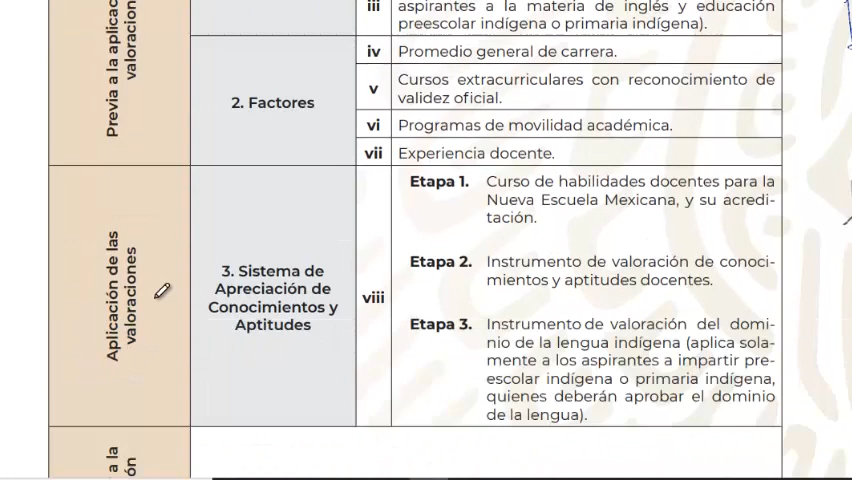 iii
aspirantes a la materia de inglés y educación
preescolar indígena o primaria indígena).
Previa a la aplicac
valoracion
2. Factores
iv Promedio general de carrera.
v
Cursos extracurriculares con reconocimiento de
validez oficial.
vi Programas de movilidad académica.
vii Experiencia docente.
Aplicación de las
valoraciones
3. Sistema de
Apreciación de
Conocimientos y
Aptitudes
viii
Etapa 1. Curso de habilidades docentes para la
Nueva Escuela Mexicana, y su acredi-
tación.
Etapa 2. Instrumento de valoración de conoci-
mientos y aptitudes docentes.
Etapa 3. Instrumento de valoración del domi-
nio de la lengua indígena (aplica sola-
mente a los aspirantes a impartir pre-
escolar indígena o primaria indígena,
quienes deberán aprobar el dominio
de la lengua).
a la
ón